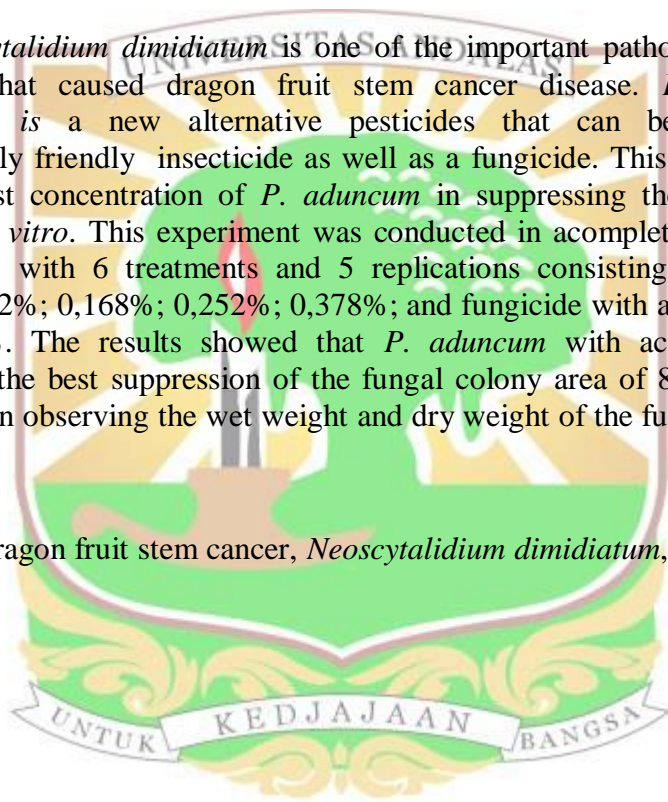 ytalidium dimidiatum is one of the important patho
hat caused dragon fruit stem cancer disease.
is a new alternative pesticides that can be
ly friendly insecticide as well as a fungicide. This
st concentration of P. aduncum in suppressing the
vitro. This experiment was conducted in acomplet
with 6 treatments and 5 replications consisting
2%; 0,168%; 0,252%; 0,378%; and fungicide with a
. The results showed that P. aduncum with ac
the best suppression of the fungal colony area of 8
n observing the wet weight and dry weight of the fu
ragon fruit stem cancer, Neoscytalidium dimidiatum,
UNIVERSITAS ANDALAS
UNTUK KEDJAJAAN BANGSA